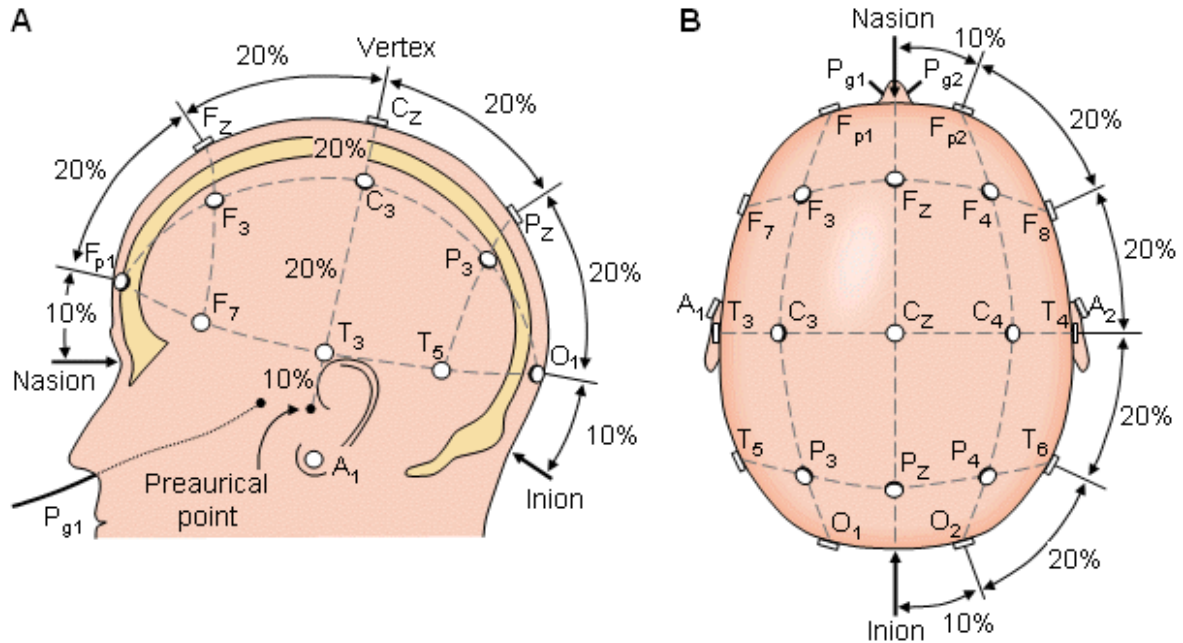 A
20%
Vertex
C_Z
20%
F_Z
20%
20%
C_3
F_3
P_Z
F_p1
20%
P_3
20%
10%
F_7
T_3
T_5
O_1
Nasion
10%
10%
A_1
Preaurical
point
Inion
P_g1
B
Nasion
10%
P_g1
P_g2
F_p1
F_p2
20%
F_7
F_3
F_Z
F_4
F_8
20%
A_1
T_3
C_3
C_Z
C_4
T_4
A_2
20%
T_5
P_3
P_Z
P_4
T_6
O_1
O_2
20%
Inion
10%